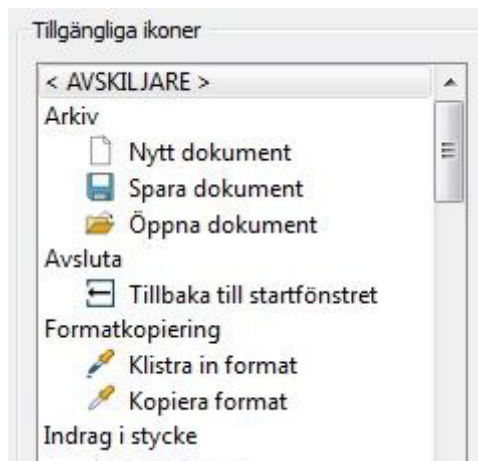 Tillgängliga ikoner
< AVSKILJARE >
Arkiv
Nytt dokument
Spara dokument
Öppna dokument
Avsluta
Tillbaka till startfönstret
Formatkopiering
Klistra in format
Kopiera format
Indrag i stycke